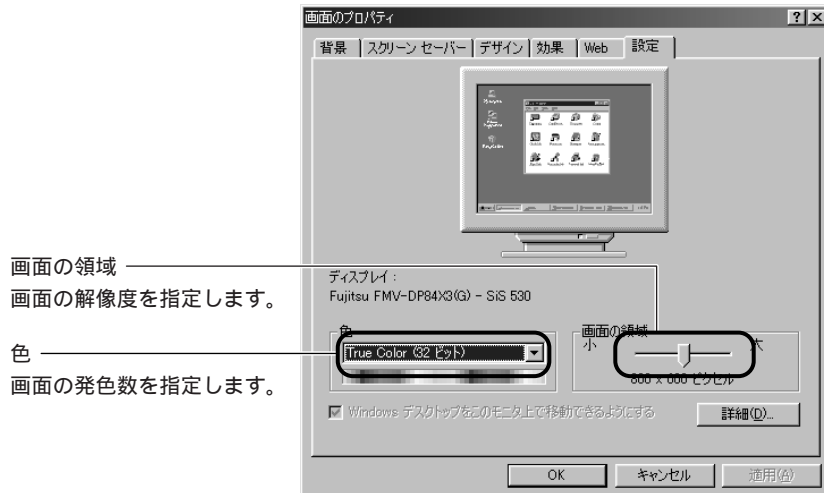 画面のプロパティ
背景 スクリーン セーバー デザイン 効果 Web 設定
画面の領域
画面の解像度を指定します。
色
画面の発色数を指定します。
ディスプレイ：
Fujitsu FMV-DP84X3(G) - SiS 530
色
True Color (32 ビット)
画面の領域
小 大
800 x 600 ピクセル
Windows デスクトップをこのモニタ上で移動できるようにする
詳細(D)...
OK キャンセル 適用(A)